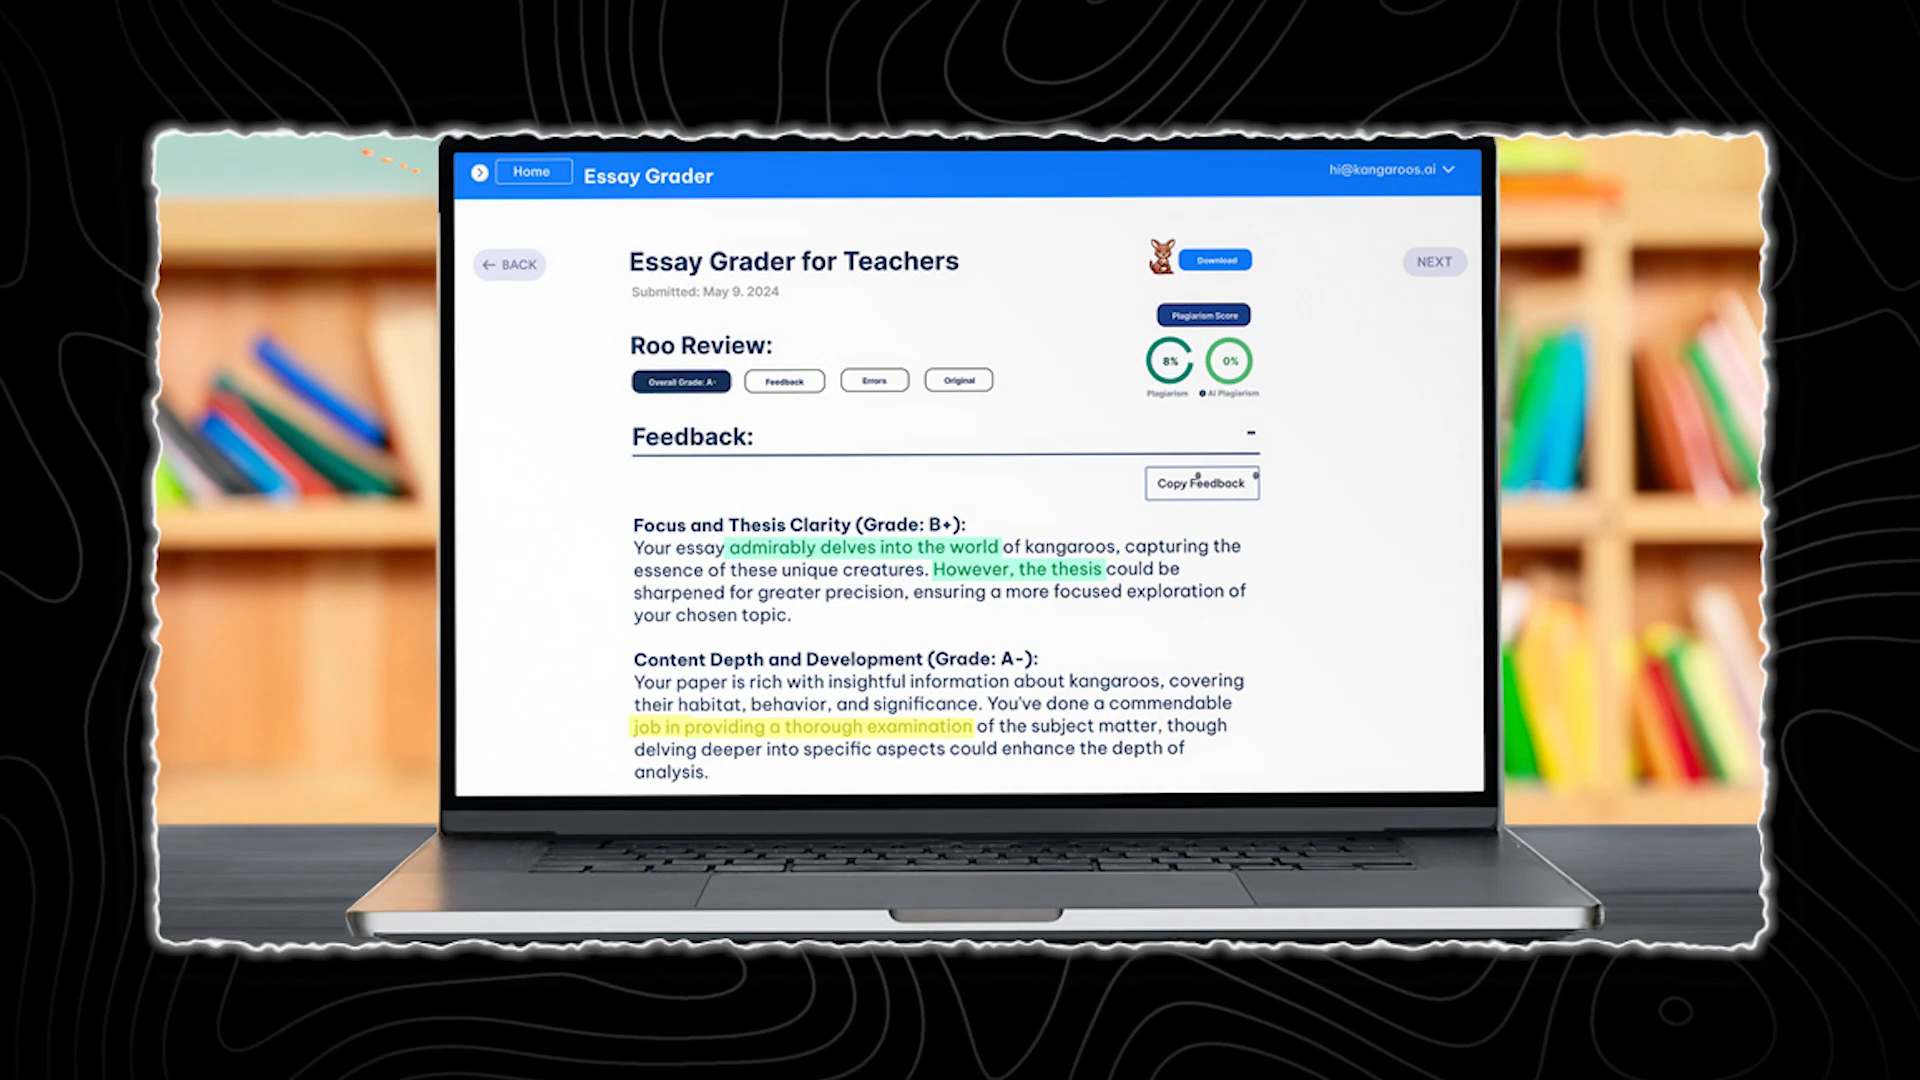 Home
Essay Grader
hi@kangaroos.ai
← BACK
Essay Grader for Teachers
Download
NEXT
Submitted: May 9. 2024
Plagiarism Score
Roo Review:
8%
0%
Overall Grade: A-
Feedback
Errors
Original
Plagiarism
AI Plagiarism
Feedback:
-
Copy Feedback
Focus and Thesis Clarity (Grade: B+):
Your essay admirably delves into the world of kangaroos, capturing the
essence of these unique creatures. However, the thesis could be
sharpened for greater precision, ensuring a more focused exploration of
your chosen topic.
Content Depth and Development (Grade: A-):
Your paper is rich with insightful information about kangaroos, covering
their habitat, behavior, and significance. You've done a commendable
job in providing a thorough examination of the subject matter, though
delving deeper into specific aspects could enhance the depth of
analysis.